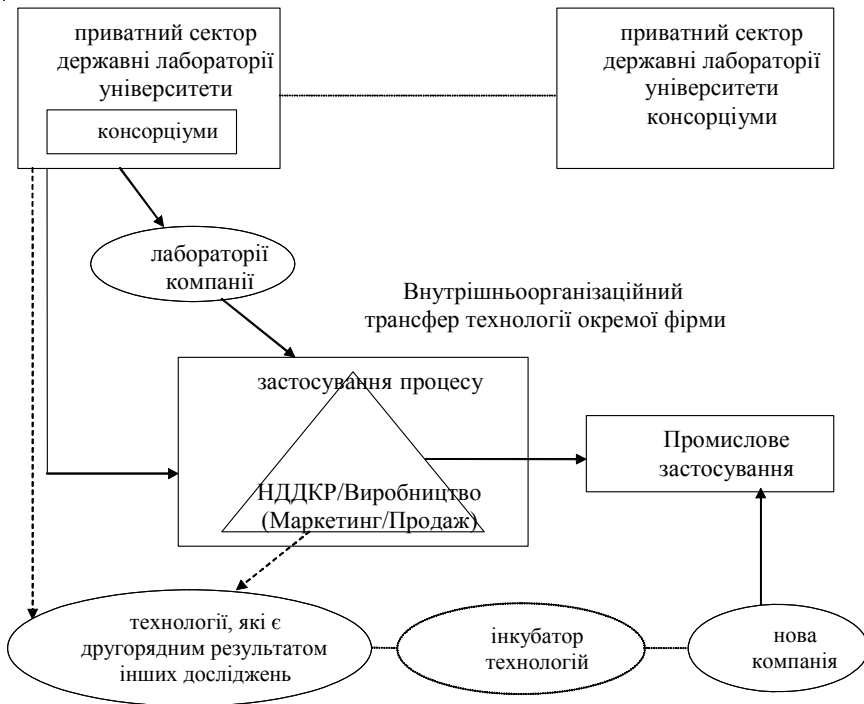 приватний сектор
державні лабораторії
університети
консорціуми
приватний сектор
державні лабораторії
університети
консорціуми
лабораторії
компанії
Внутрішньоорганізаційний
трансфер технології окремої фірми
застосування процесу
НДДКР/Виробництво
(Маркетинг/Продаж)
Промислове
застосування
технології, які є
другорядним результатом
інших досліджень
інкубатор
технологій
нова
компанія